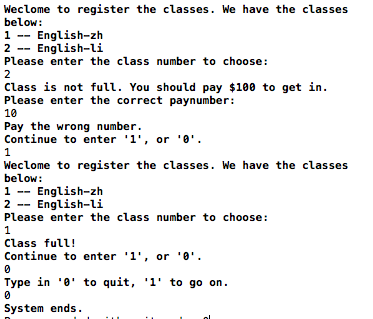 Weclome to register the classes. We have the classes
below:
1 -- English-zh
2 -- English-li
Please enter the class number to choose:
2
Class is not full. You should pay $100 to get in.
Please enter the correct paynumber:
10
Pay the wrong number.
Continue to enter '1', or '0'.
1
Weclome to register the classes. We have the classes
below:
1 -- English-zh
2 -- English-li
Please enter the class number to choose:
1
Class full!
Continue to enter '1', or '0'.
0
Type in '0' to quit, '1' to go on.
0
System ends.